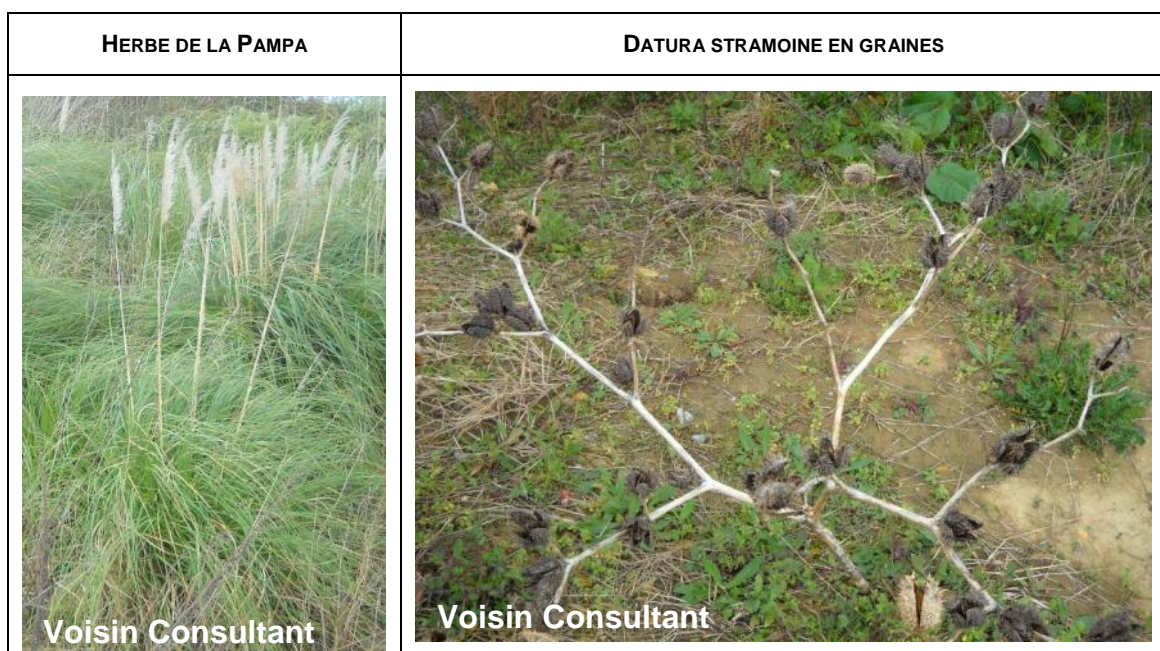 HERBE DE LA PAMPA
DATURA STRAMOINE EN GRAINES
Voisin Consultant
Voisin Consultant